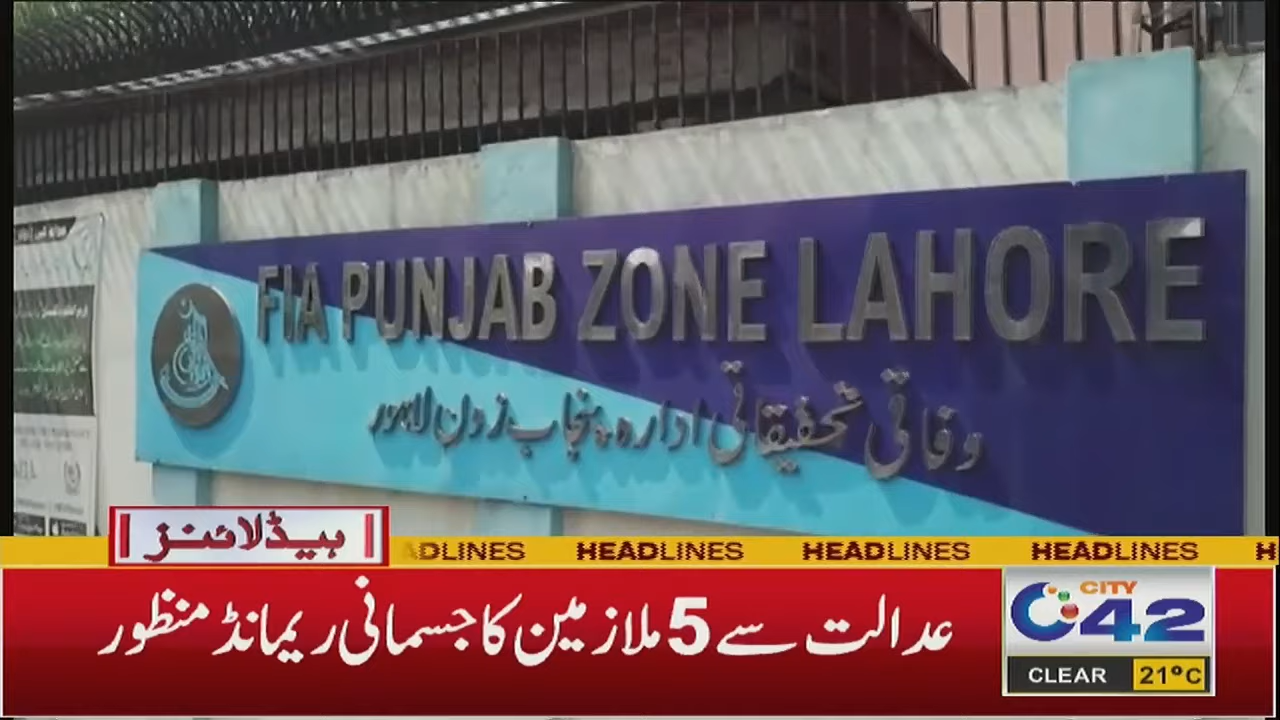 FIA PUNJAB ZONE LAHORE
وفاقی تحقیقاتی ادارہ پنجاب زون لاہور
ہیڈلائنز
ADLINES HEADLINES HEADLINES HEADLINES H
عدالت سے 5 ملازمین کا جسمانی ریمانڈ منظور
CITY
42
CLEAR 21°C